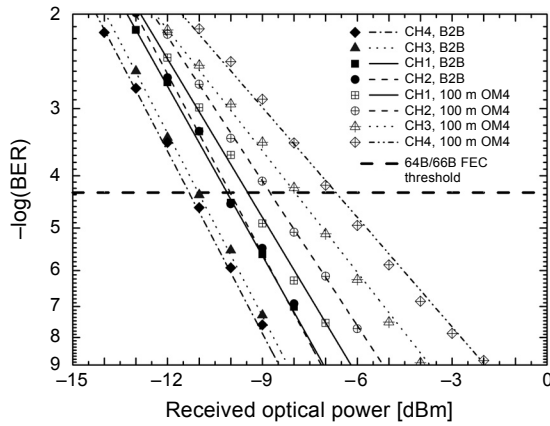 2
3
4
5
6
7
8
9
–log(BER)
CH4, B2B
CH3, B2B
CH1, B2B
CH2, B2B
CH1, 100 m OM4
CH2, 100 m OM4
CH3, 100 m OM4
CH4, 100 m OM4
64B/66B FEC
threshold
–15 –12 –9 –6 –3 0
Received optical power [dBm]